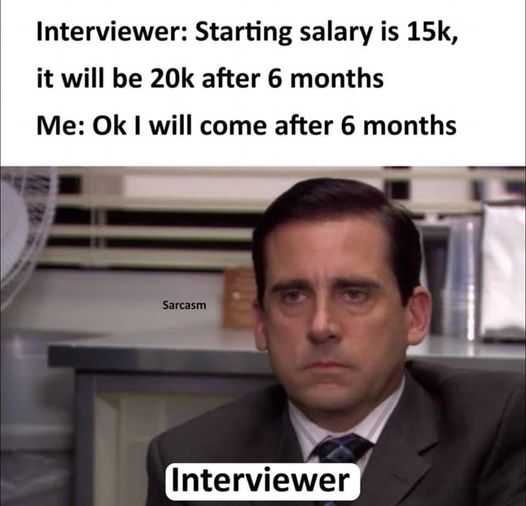 Interviewer: Starting salary is 15k,
it will be 20k after 6 months
Me: Ok I will come after 6 months
Sarcasm
Interviewer